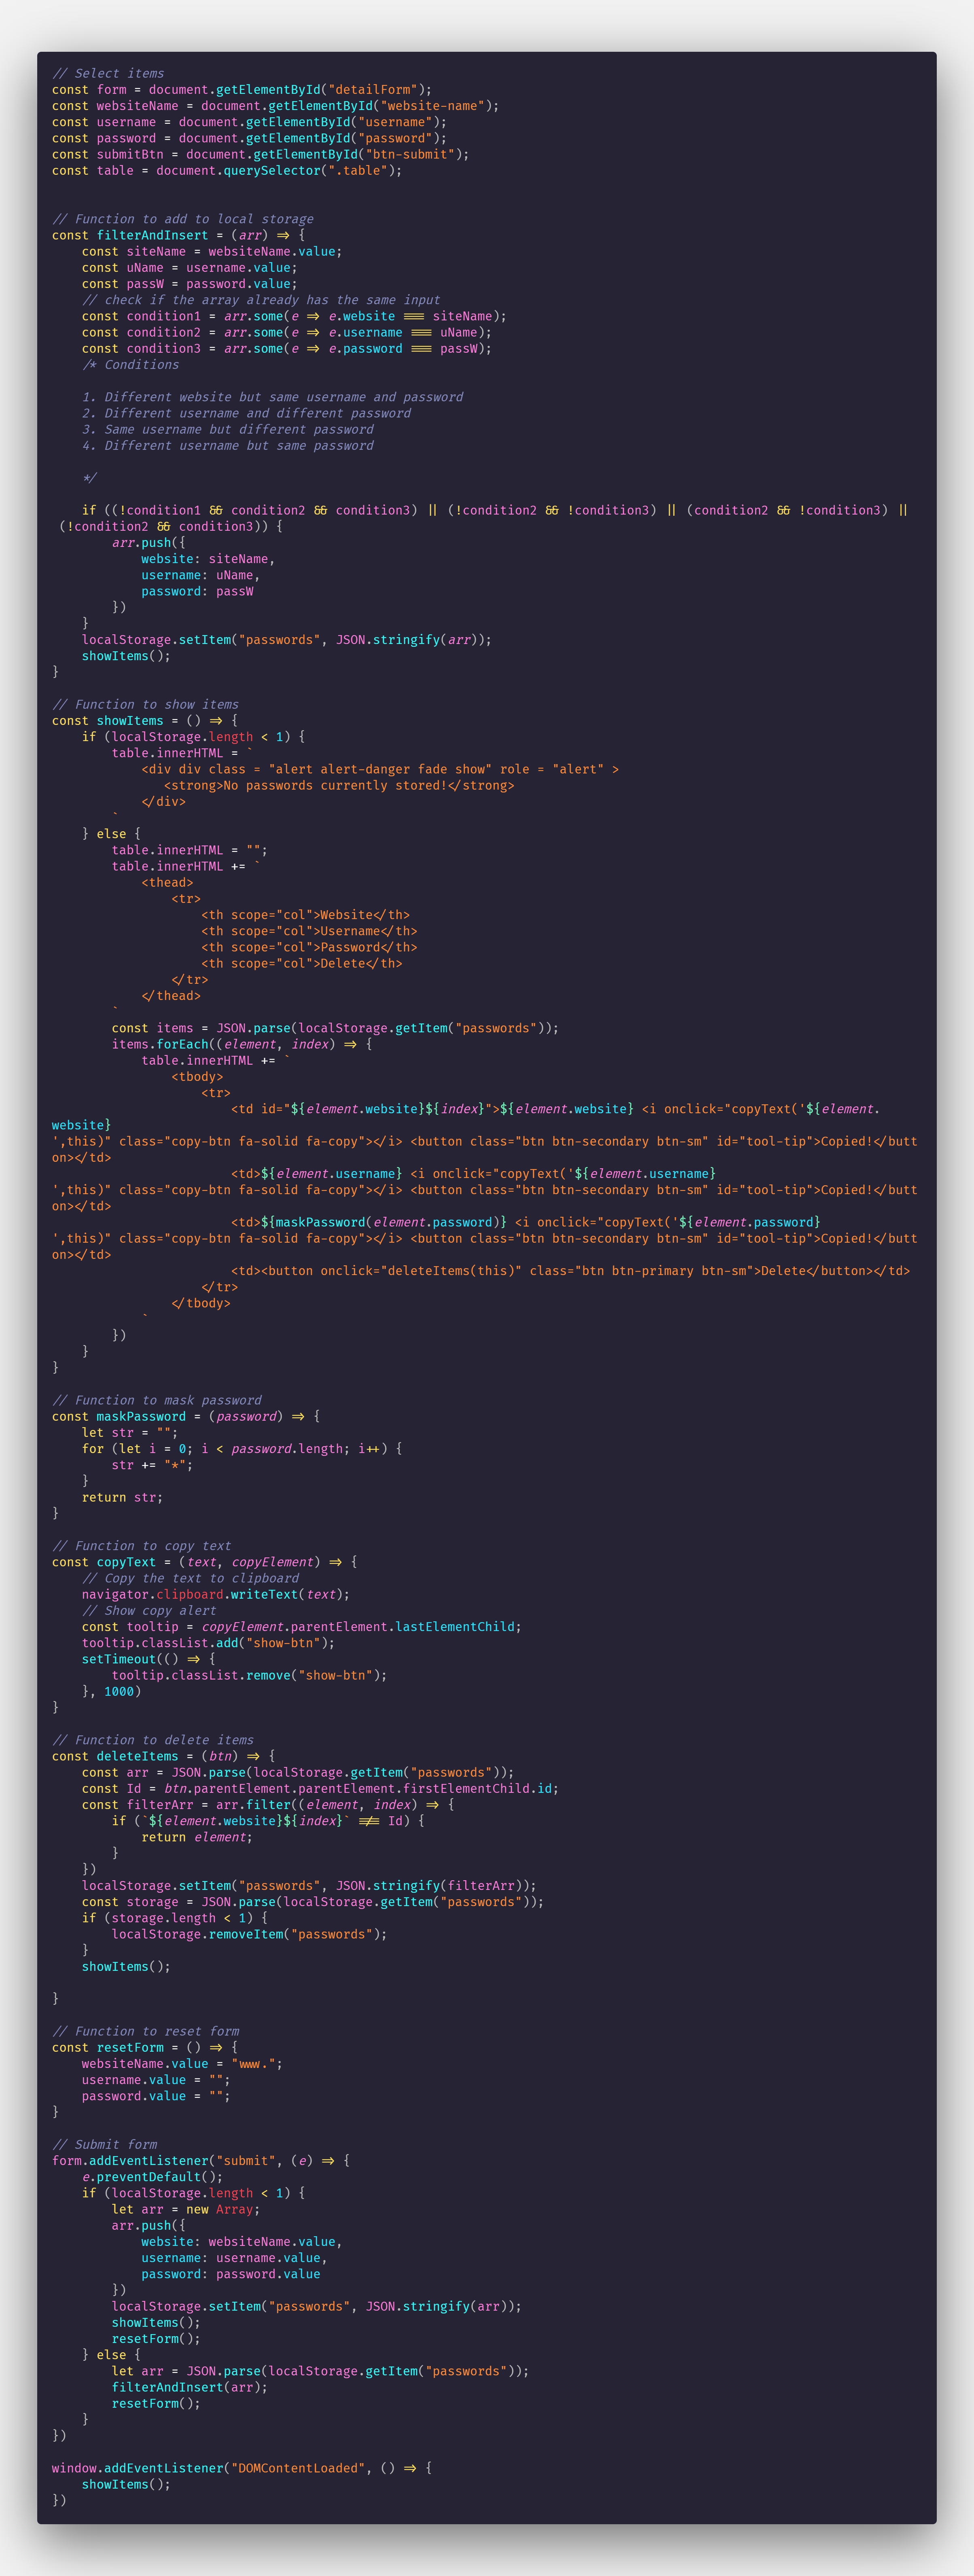 // Select items
const form = document.getElementById("detailForm");
const websiteName = document.getElementById("website-name");
const username = document.getElementById("username");
const password = document.getElementById("password");
const submitBtn = document.getElementById("btn-submit");
const table = document.querySelector(".table");


// Function to add to local storage
const filterAndInsert = (arr) => {
    const siteName = websiteName.value;
    const uName = username.value;
    const passW = password.value;
    // check if the array already has the same input
    const condition1 = arr.some(e => e.website === siteName);
    const condition2 = arr.some(e => e.username === uName);
    const condition3 = arr.some(e => e.password === passW);
    /* Conditions

    1. Different website but same username and password
    2. Different username and different password
    3. Same username but different password
    4. Different username but same password

    */

    if ((!condition1 && condition2 && condition3) || (!condition2 && !condition3) || (condition2 && !condition3) ||
 (!condition2 && condition3)) {
        arr.push({
            website: siteName,
            username: uName,
            password: passW
        })
    }
    localStorage.setItem("passwords", JSON.stringify(arr));
    showItems();
}

// Function to show items
const showItems = () => {
    if (localStorage.length < 1) {
        table.innerHTML = `
            <div div class = "alert alert-danger fade show" role = "alert" >
               <strong>No passwords currently stored!</strong>
            </div>
        `
    } else {
        table.innerHTML = "";
        table.innerHTML += `
            <thead>
                <tr>
                    <th scope="col">Website</th>
                    <th scope="col">Username</th>
                    <th scope="col">Password</th>
                    <th scope="col">Delete</th>
                </tr>
            </thead>
        `
        const items = JSON.parse(localStorage.getItem("passwords"));
        items.forEach((element, index) => {
            table.innerHTML += `
                <tbody>
                    <tr>
                        <td id="${element.website}${index}">${element.website} <i onclick="copyText('${element.
website}
',this)" class="copy-btn fa-solid fa-copy"></i> <button class="btn btn-secondary btn-sm" id="tool-tip">Copied!</butt
on></td>
                        <td>${element.username} <i onclick="copyText('${element.username}
',this)" class="copy-btn fa-solid fa-copy"></i> <button class="btn btn-secondary btn-sm" id="tool-tip">Copied!</butt
on></td>
                        <td>${maskPassword(element.password)} <i onclick="copyText('${element.password}
',this)" class="copy-btn fa-solid fa-copy"></i> <button class="btn btn-secondary btn-sm" id="tool-tip">Copied!</butt
on></td>
                        <td><button onclick="deleteItems(this)" class="btn btn-primary btn-sm">Delete</button></td>
                    </tr>
                </tbody>
            `
        })
    }
}

// Function to mask password
const maskPassword = (password) => {
    let str = "";
    for (let i = 0; i < password.length; i++) {
        str += "*";
    }
    return str;
}

// Function to copy text
const copyText = (text, copyElement) => {
    // Copy the text to clipboard
    navigator.clipboard.writeText(text);
    // Show copy alert
    const tooltip = copyElement.parentElement.lastElementChild;
    tooltip.classList.add("show-btn");
    setTimeout(() => {
        tooltip.classList.remove("show-btn");
    }, 1000)
}

// Function to delete items
const deleteItems = (btn) => {
    const arr = JSON.parse(localStorage.getItem("passwords"));
    const Id = btn.parentElement.parentElement.firstElementChild.id;
    const filterArr = arr.filter((element, index) => {
        if (`${element.website}${index}` !== Id) {
            return element;
        }
    })
    localStorage.setItem("passwords", JSON.stringify(filterArr));
    const storage = JSON.parse(localStorage.getItem("passwords"));
    if (storage.length < 1) {
        localStorage.removeItem("passwords");
    }
    showItems();

}

// Function to reset form
const resetForm = () => {
    websiteName.value = "www.";
    username.value = "";
    password.value = "";
}

// Submit form
form.addEventListener("submit", (e) => {
    e.preventDefault();
    if (localStorage.length < 1) {
        let arr = new Array;
        arr.push({
            website: websiteName.value,
            username: username.value,
            password: password.value
        })
        localStorage.setItem("passwords", JSON.stringify(arr));
        showItems();
        resetForm();
    } else {
        let arr = JSON.parse(localStorage.getItem("passwords"));
        filterAndInsert(arr);
        resetForm();
    }
})

window.addEventListener("DOMContentLoaded", () => {
    showItems();
})